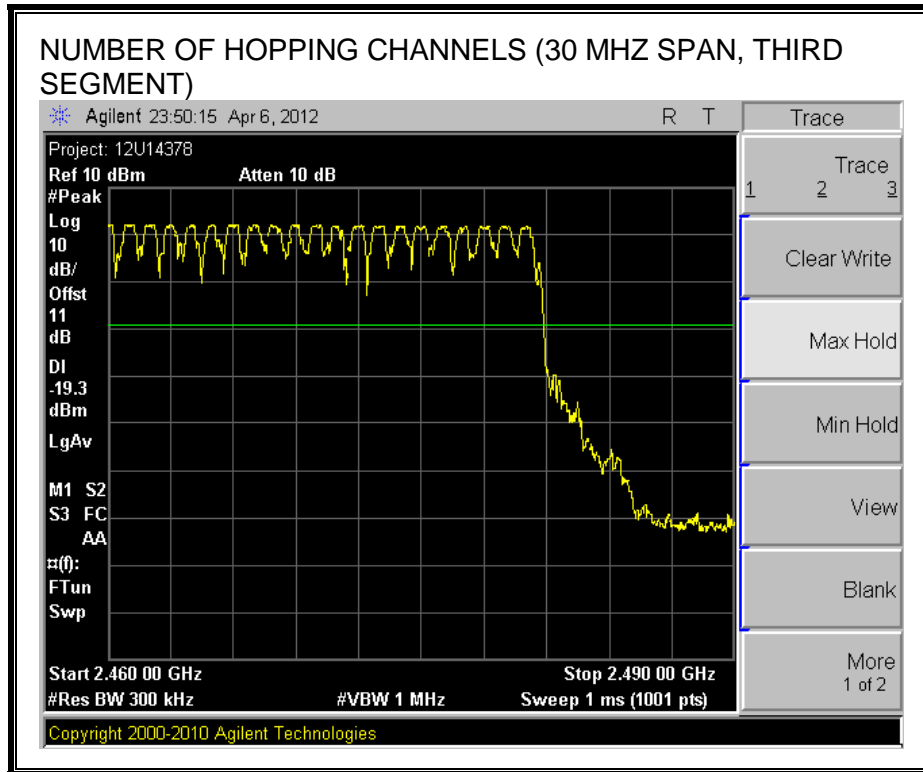 NUMBER OF HOPPING CHANNELS (30 MHZ SPAN, THIRD
SEGMENT)
Agilent 23:50:15 Apr 6, 2012 R T Trace
Project: 12U14378
Ref 10 dBm Atten 10 dB
#Peak
Log
10
dB/
Offst
11
dB
DI
-19.3
dBm
LgAv
M1 S2
S3 FC
AA
¤(f):
FTun
Swp
Start 2.460 00 GHz Stop 2.490 00 GHz
#Res BW 300 kHz #VBW 1 MHz Sweep 1 ms (1001 pts)
Copyright 2000-2010 Agilent Technologies
Trace
1 2 3
Clear Write
Max Hold
Min Hold
View
Blank
More
1 of 2